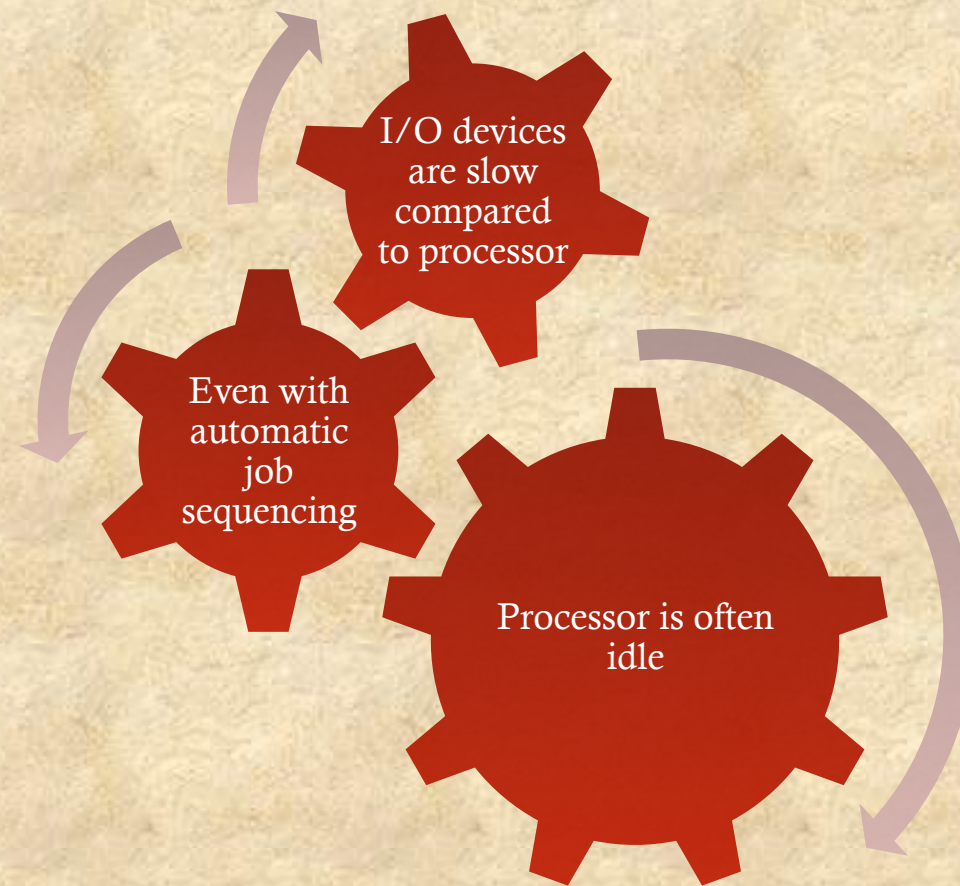 I/O devices
are slow
compared
to processor
Even with
automatic
job
sequencing
Processor is often
idle